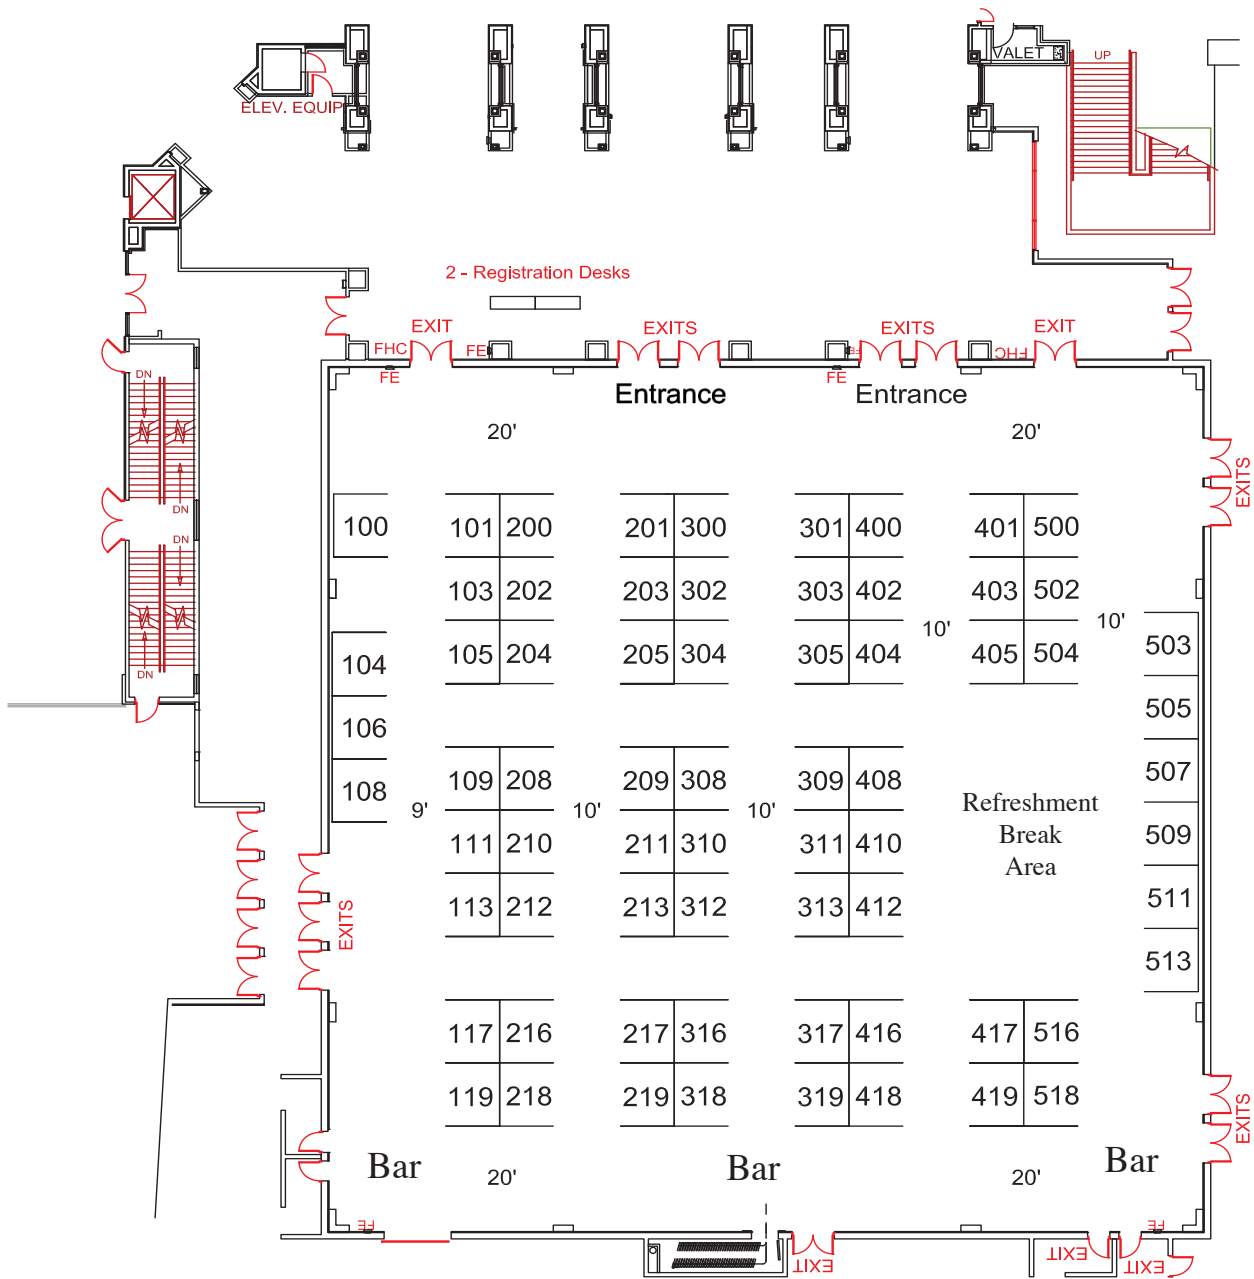 VALET
UP
ELEV. EQUIP
2 - Registration Desks
EXIT
EXITS
EXITS
EXIT
FHC
FE
FE
FHC
FE
FE
Entrance
Entrance
DN
20'
20'
EXITS
DN
DN
100
101 200
201 300
301 400
401 500
103 202
203 302
303 402
403 502
10'
10'
104
105 204
205 304
305 404
405 504
503
DN
106
505
108
109 208
209 308
309 408
507
9'
10'
10'
Refreshment
Break
Area
111 210
211 310
311 410
509
113 212
213 312
313 412
511
EXITS
513
117 216
217 316
317 416
417 516
119 218
219 318
319 418
419 518
EXITS
Bar
Bar
Bar
20'
20'
FE
FE
EXIT
EXIT
EXIT